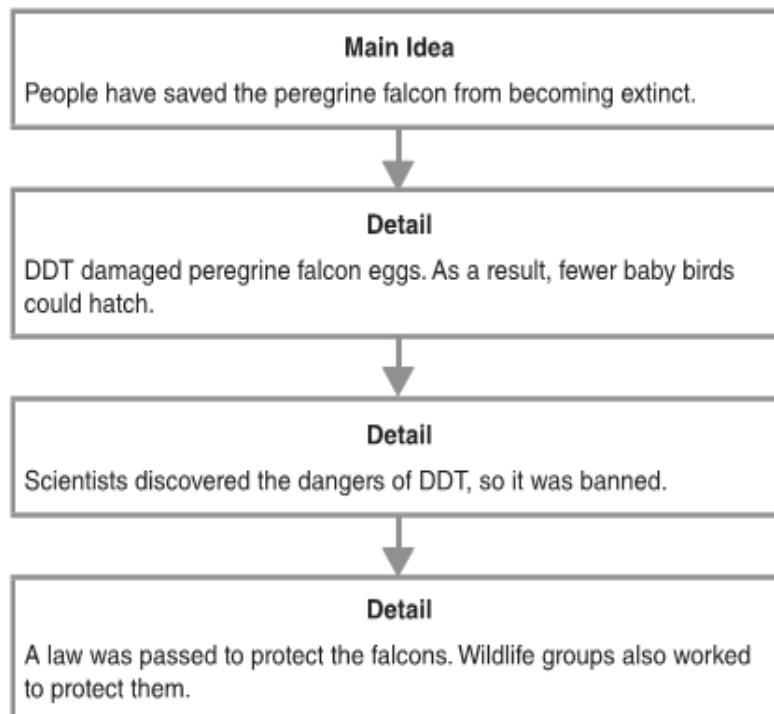 Main Idea
People have saved the peregrine falcon from becoming extinct.
Detail
DDT damaged peregrine falcon eggs. As a result, fewer baby birds
could hatch.
Detail
Scientists discovered the dangers of DDT, so it was banned.
Detail
A law was passed to protect the falcons. Wildlife groups also worked
to protect them.